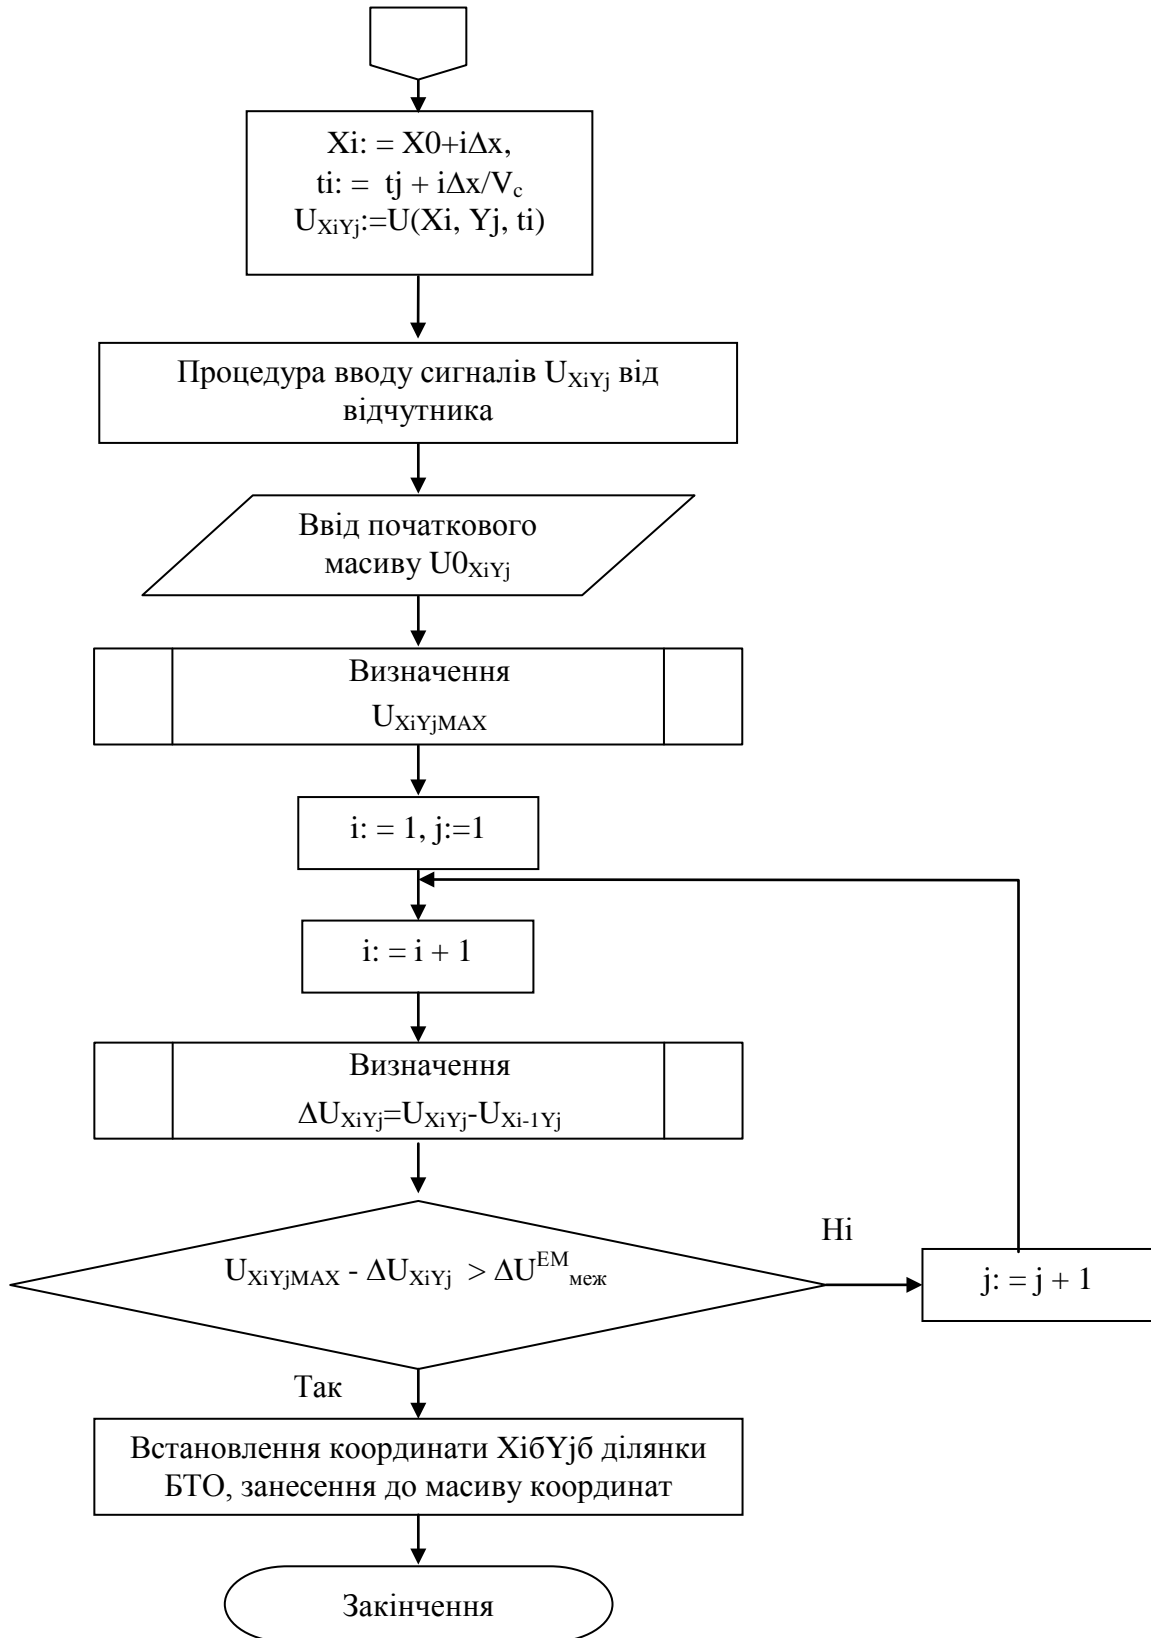 Xi: = X0+iΔx,
ti: = tj + iΔx/Vc
UXiYj:=U(Xi, Yj, ti)
Процедура вводу сигналів UXiYj від
відчутника
Ввід початкового
масиву U0XiYj
Визначення
UXiYjMAX
i: = 1, j:=1
i: = i + 1
Визначення
ΔUXiYj=UXiYj-UXi-1Yj
UXiYjMAX - ΔUXiYj > ΔUEMмеж
Ні
j: = j + 1
Так
Встановлення координати XiбYjб ділянки
БТО, занесення до масиву координат
Закінчення